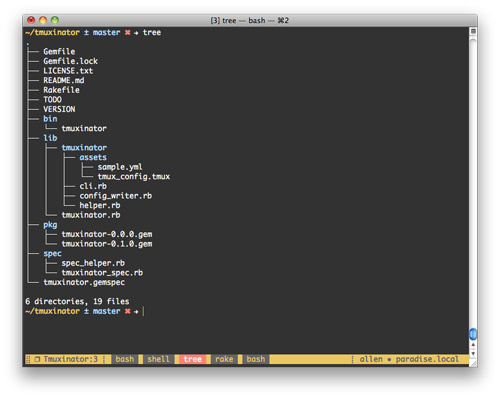 [3] tree — bash — ⌘2
~/tmuxinator ± master ✖ ➜ tree
.
├── Gemfile
├── Gemfile.lock
├── LICENSE.txt
├── README.md
├── Rakefile
├── TODO
├── VERSION
├── bin
│   └── tmuxinator
├── lib
│   ├── tmuxinator
│   │   ├── assets
│   │   │   ├── sample.yml
│   │   │   └── tmux_config.tmux
│   │   ├── cli.rb
│   │   ├── config_writer.rb
│   │   └── helper.rb
│   └── tmuxinator.rb
├── pkg
│   ├── tmuxinator-0.0.0.gem
│   └── tmuxinator-0.1.0.gem
├── spec
│   ├── spec_helper.rb
│   └── tmuxinator_spec.rb
└── tmuxinator.gemspec
6 directories, 19 files
~/tmuxinator ± master ✖ ➜
❐ Tmuxinator:3 | bash shell tree rake bash | allen ✷ paradise.local